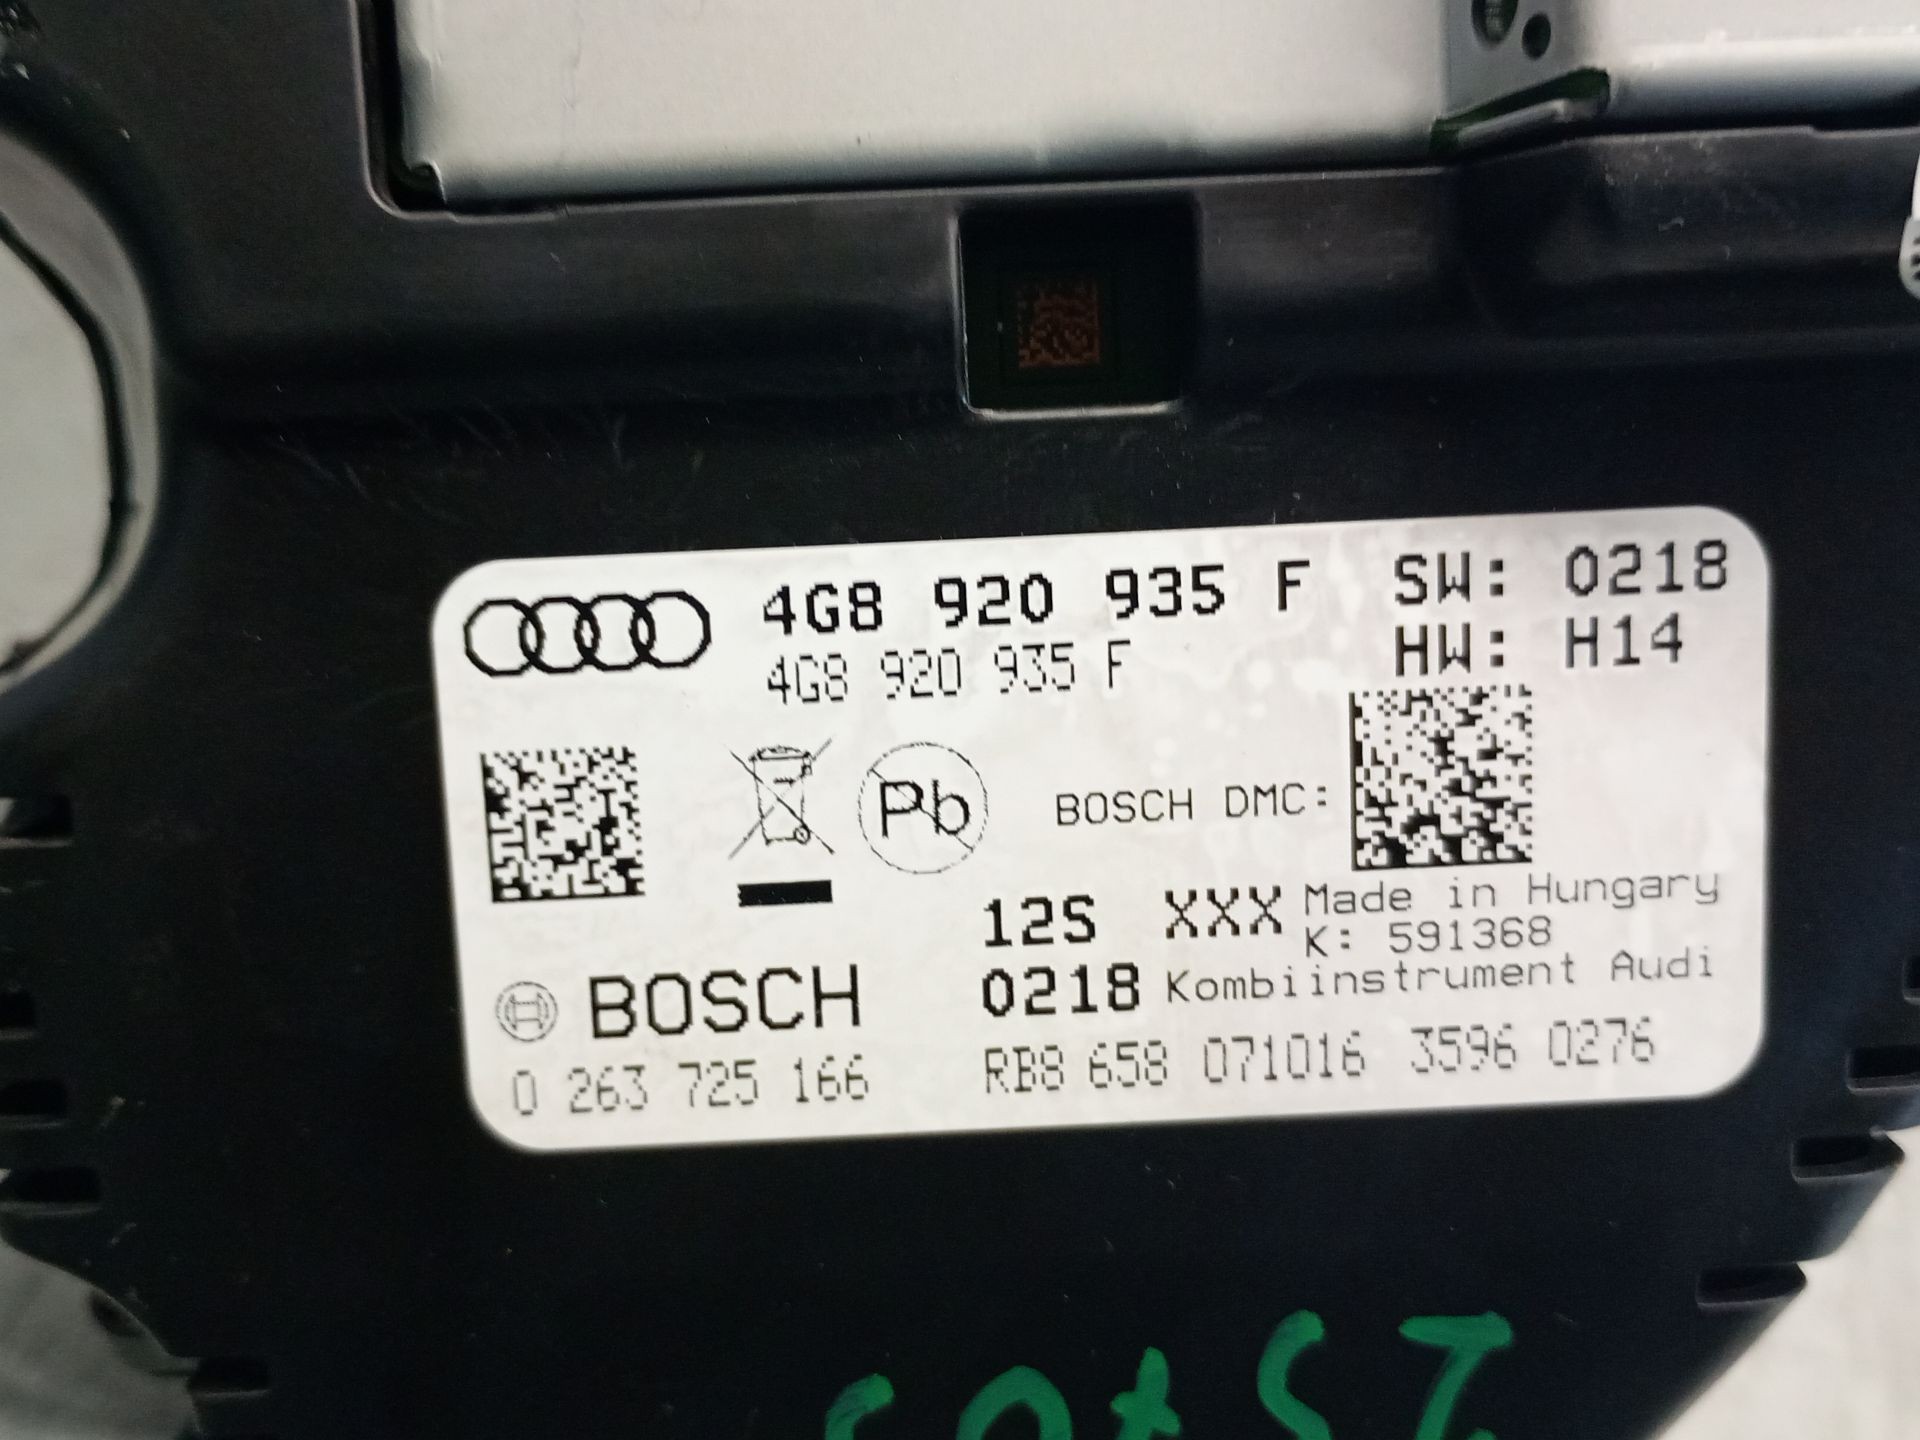 4G8 920 935 F SW: 0218
4G8 920 935 F HW: H14
Pb BOSCH DMC:
12S XXX Made in Hungary
K: 591368
BOSCH 0218 Kombiinstrument Audi
0 263 725 166 RB8 658 071016 3596 0276